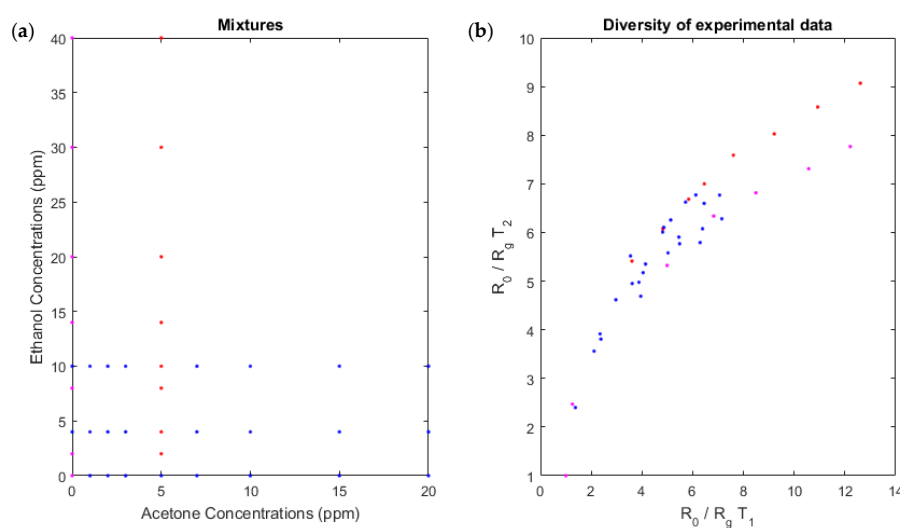 (a)
Mixtures
40
35
30
25
20
15
10
5
0
0 5 10 15 20
Ethanol Concentrations (ppm)
Acetone Concentrations (ppm)
(b)
Diversity of experimental data
10
9
8
7
6
5
4
3
2
1
0 2 4 6 8 10 12 14
R₀ / R_g T₂
R₀ / R_g T₁